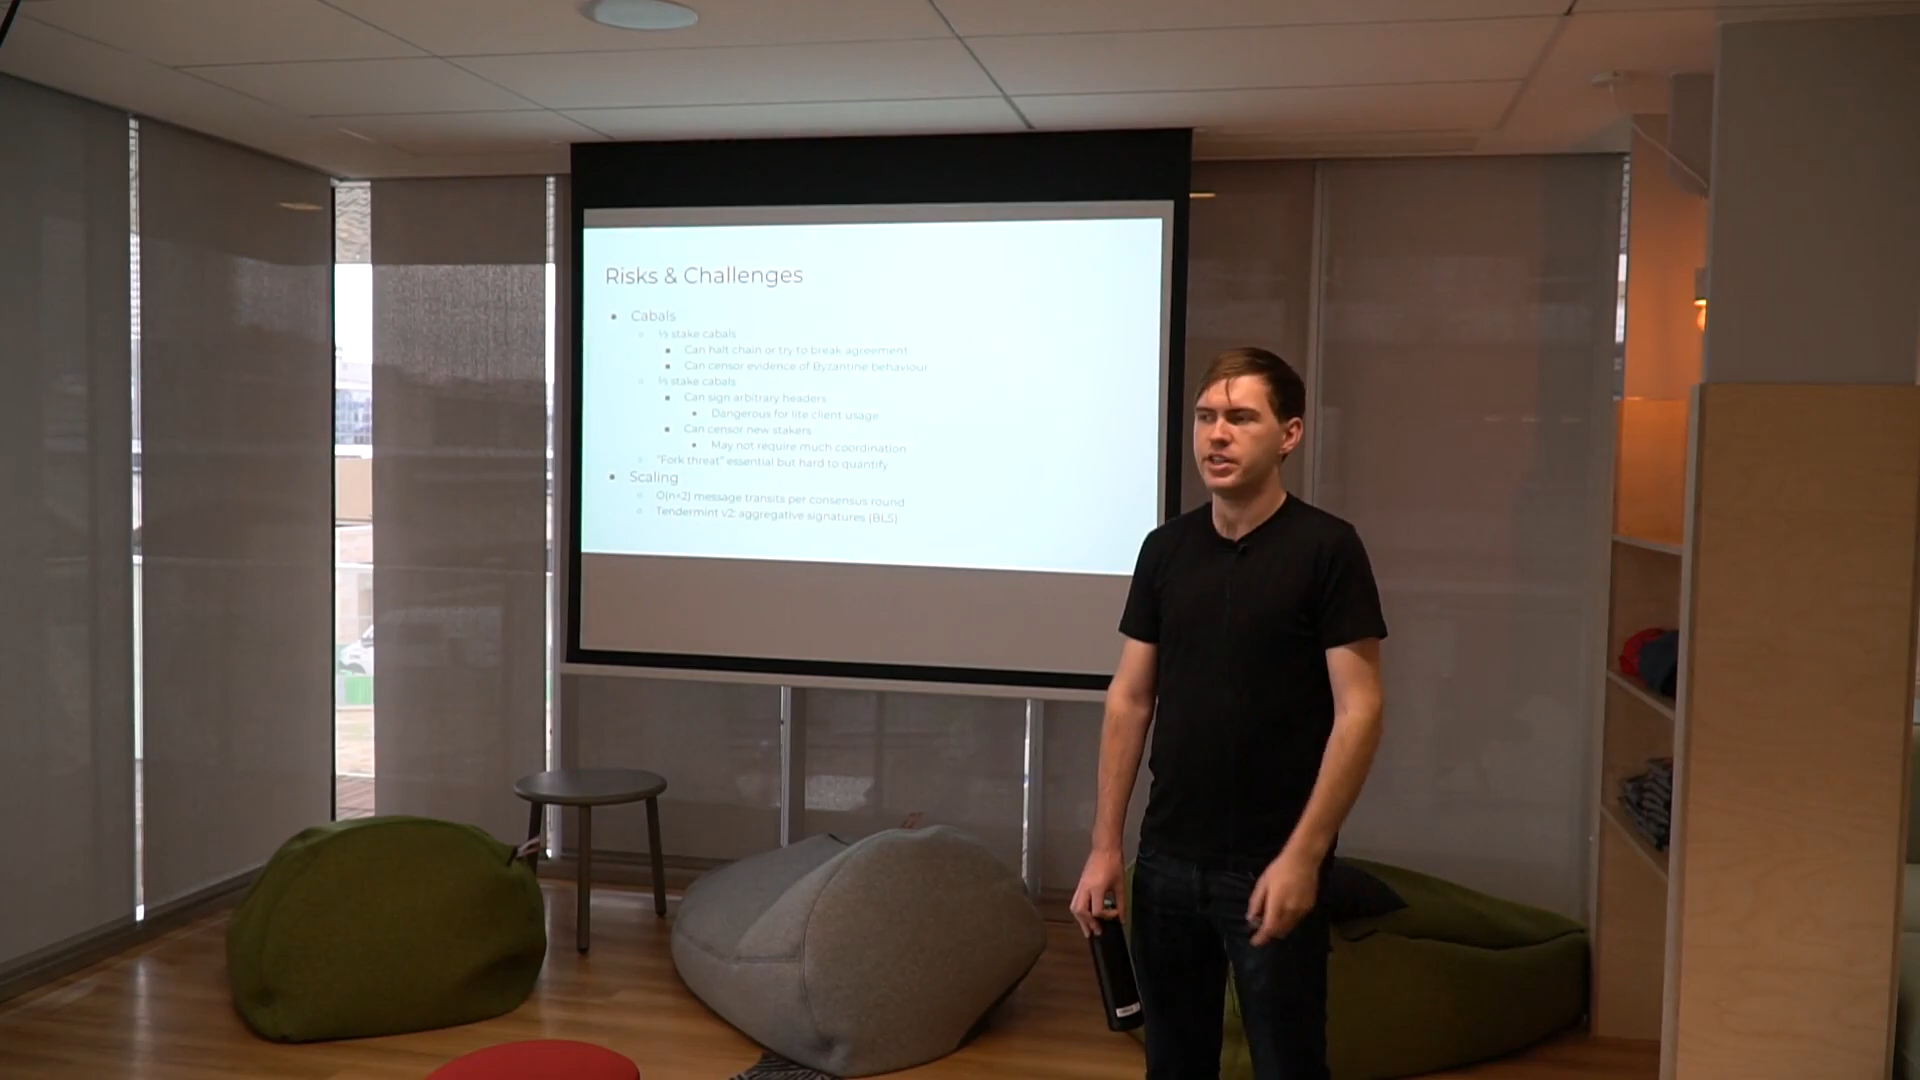 Risks & Challenges
● Cabals
○ ⅓ stake cabals
■ Can halt chain or try to break agreement
■ Can censor evidence of Byzantine behaviour
○ stake cabals
■ Can sign arbitrary headers
● Dangerous for lite client usage
■ Can censor new stakers
● May not require much coordination
○ "Fork threat" essential but hard to quantify
● Scaling
○ O(n^2) message transits per consensus round
○ Tendermint v2: aggregative signatures (BLS)